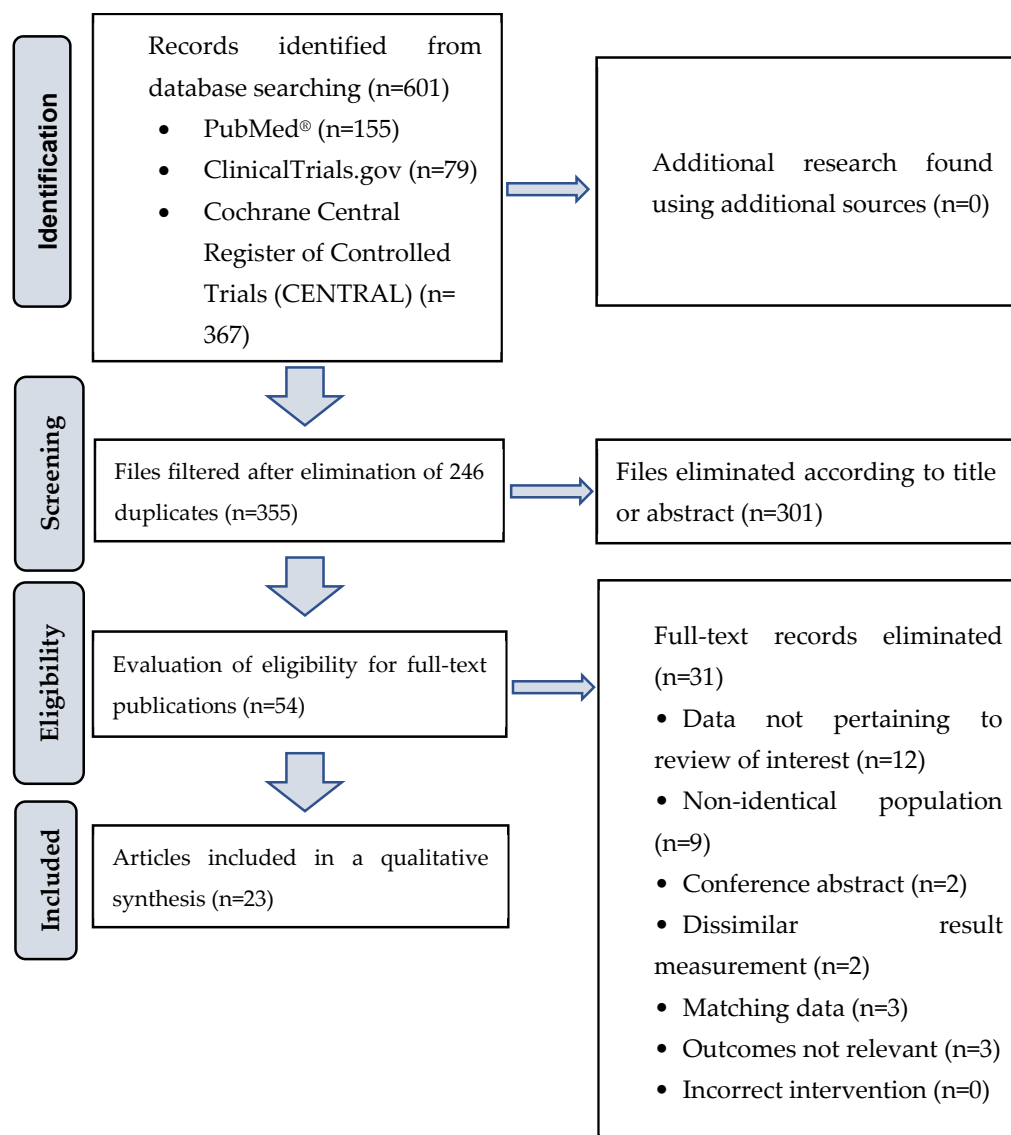 Identification
Records identified from
database searching (n=601)
• PubMed® (n=155)
• ClinicalTrials.gov (n=79)
• Cochrane Central
Register of Controlled
Trials (CENTRAL) (n=
367)
Additional research found
using additional sources (n=0)
Screening
Files filtered after elimination of 246
duplicates (n=355)
Files eliminated according to title
or abstract (n=301)
Eligibility
Evaluation of eligibility for full-text
publications (n=54)
Full-text records eliminated
(n=31)
• Data not pertaining to
review of interest (n=12)
• Non-identical population
(n=9)
• Conference abstract (n=2)
• Dissimilar result
measurement (n=2)
• Matching data (n=3)
• Outcomes not relevant (n=3)
• Incorrect intervention (n=0)
Included
Articles included in a qualitative
synthesis (n=23)